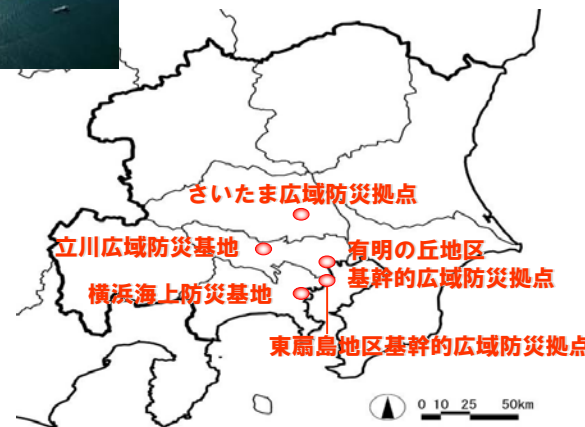 さいたま広域防災拠点
立川広域防災基地
有明の丘地区
基幹的広域防災拠点
横浜海上防災基地
東扇島地区基幹的広域防災拠点
0 10 25 50km